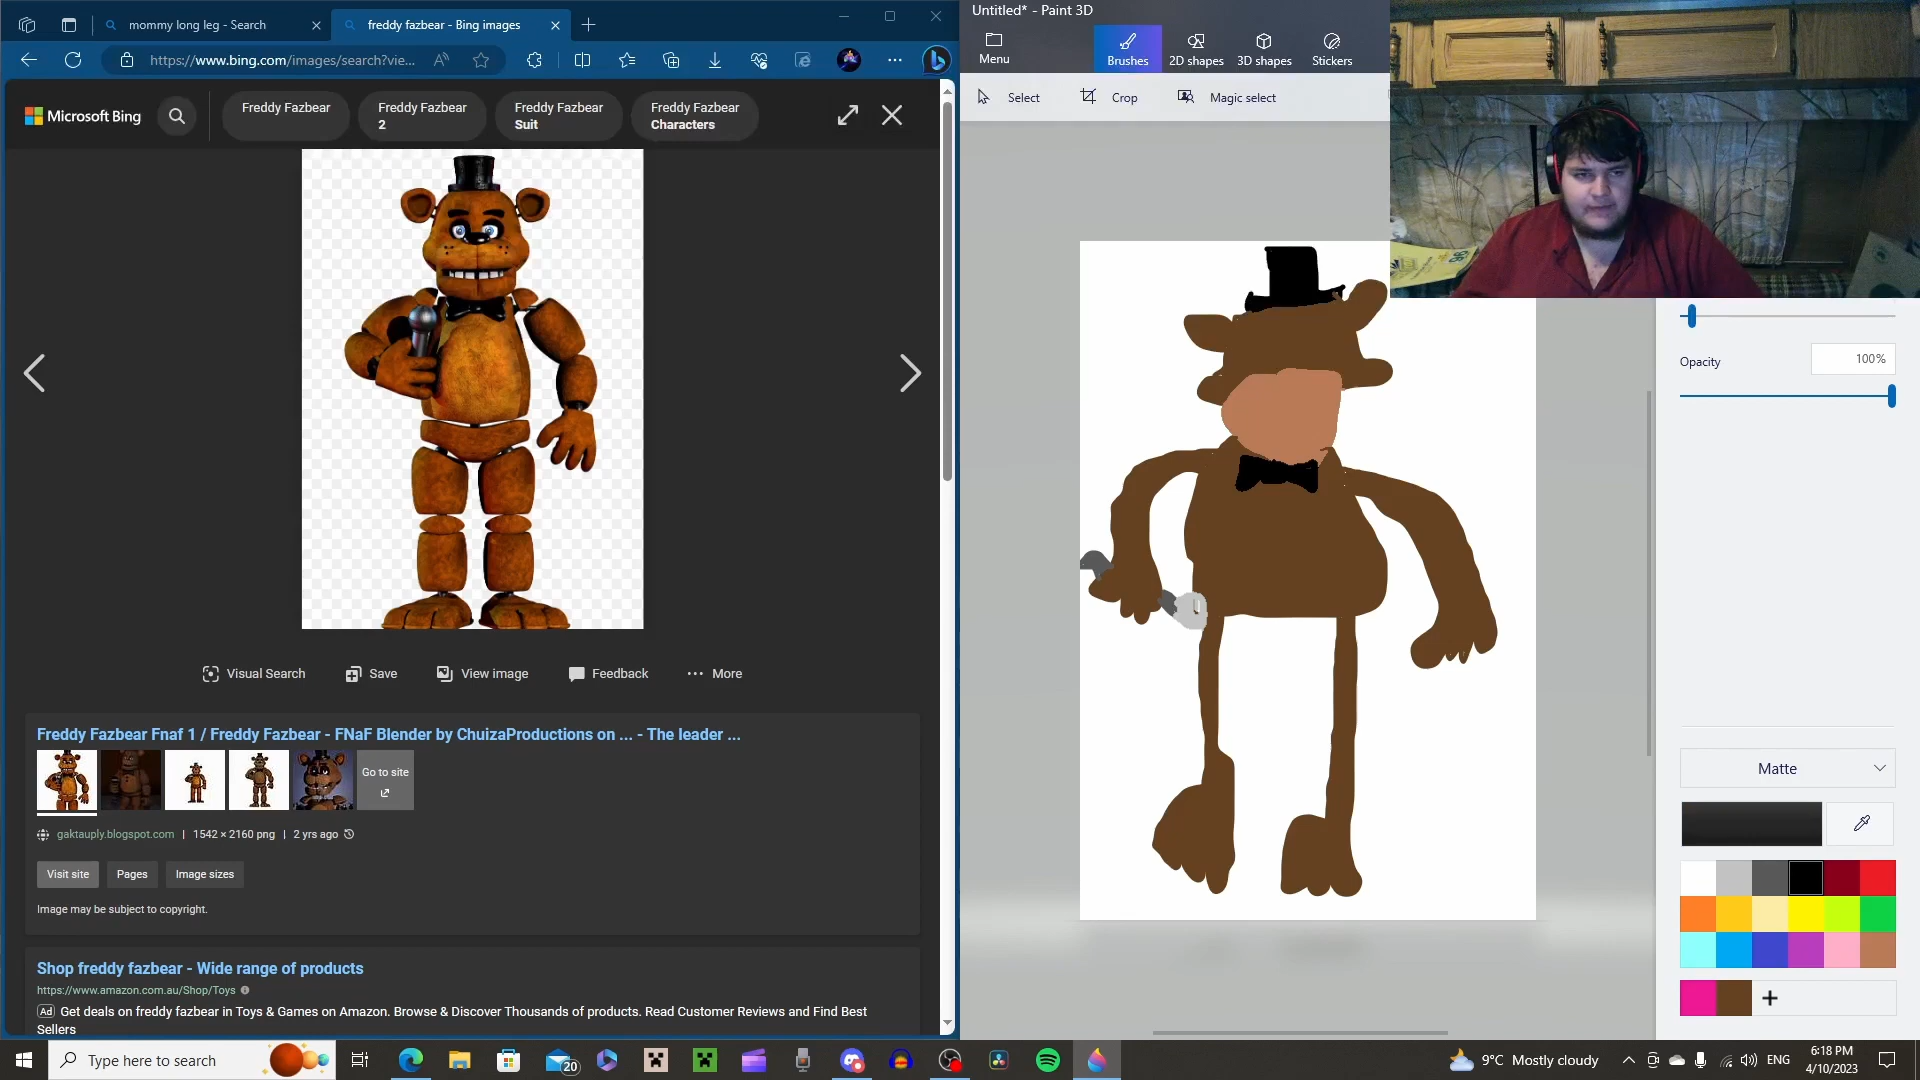 mommy long leg - Search
freddy fazbear - Bing images
Untitled* - Paint 3D
https://www.bing.com/images/search?vie...
Menu
Brushes
2D shapes
3D shapes
Stickers
Select
Crop
Magic select
Microsoft Bing
Freddy Fazbear
Freddy Fazbear
2
Freddy Fazbear
Suit
Freddy Fazbear
Characters
Opacity
100%
Visual Search
Save
View image
Feedback
More
Freddy Fazbear Fnaf 1 / Freddy Fazbear - FNaF Blender by ChuizaProductions on ... - The leader ...
Go to site
gaktauply.blogspot.com | 1542 × 2160 png | 2 yrs ago
Visit site
Pages
Image sizes
Image may be subject to copyright.
Matte
Shop freddy fazbear - Wide range of products
https://www.amazon.com.au/Shop/Toys
Ad Get deals on freddy fazbear in Toys & Games on Amazon. Browse & Discover Thousands of products. Read Customer Reviews and Find Best
Sellers
Type here to search
20
9°C Mostly cloudy
ENG
6:18 PM
4/10/2023